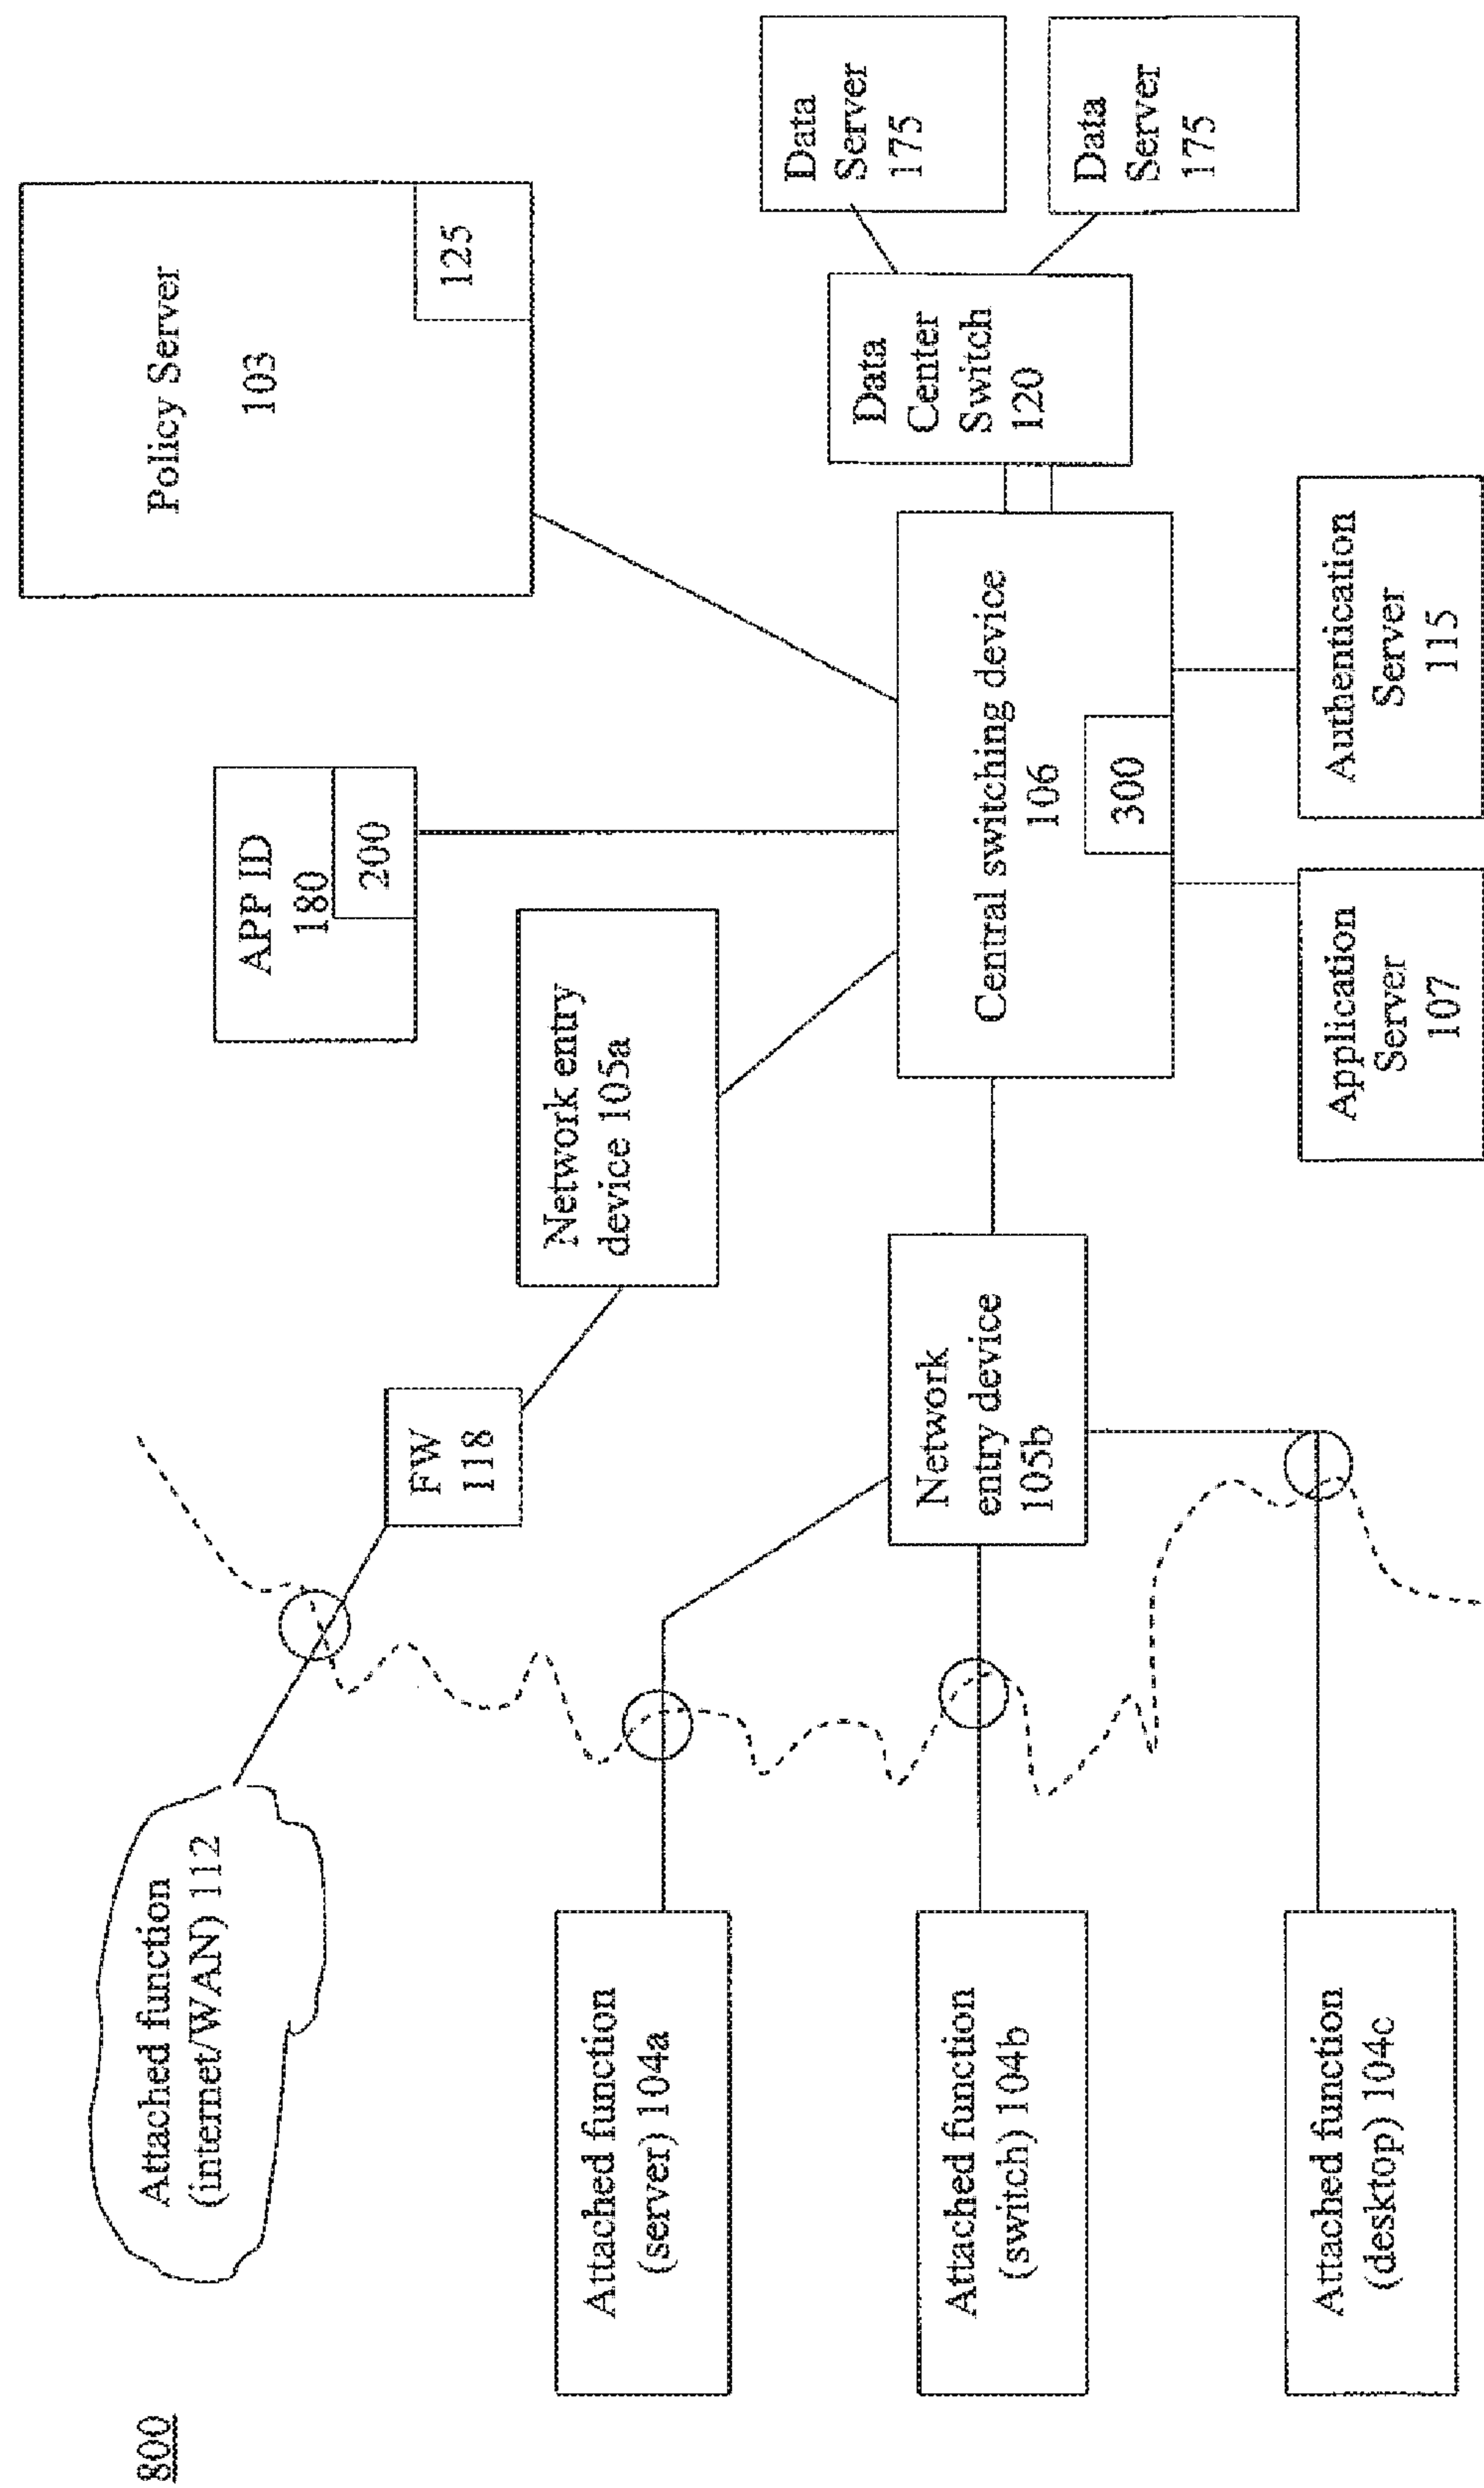 800
Attached function
(internet/WAN) 112
FW
118
APP ID
180
200
Policy Server
103
125
Network entry
device 105a
Attached function
(server) 104a
Attached function
(switch) 104b
Attached function
(desktop) 104c
Network
entry device
105b
Central switching device
106
300
Data
Center
Switch
120
Data
Server
175
Data
Server
175
Application
Server
107
Authentication
Server
115